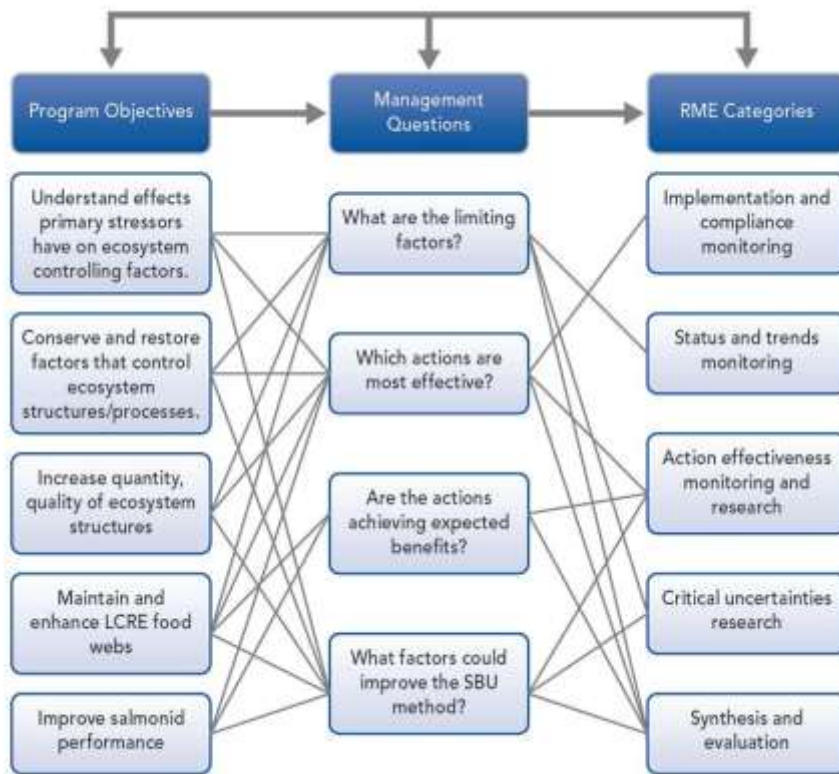 Program Objectives
Management
Questions
RME Categories
Understand effects
primary stressors
have on ecosystem
controlling factors.
Conserve and restore
factors that control
ecosystem
structures/processes.
Increase quantity,
quality of ecosystem
structures
Maintain and
enhance LCRE food
webs
Improve salmonid
performance
What are the limiting
factors?
Which actions are
most effective?
Are the actions
achieving expected
benefits?
What factors could
improve the SBU
method?
Implementation and
compliance
monitoring
Status and trends
monitoring
Action effectiveness
monitoring and
research
Critical uncertainties
research
Synthesis and
evaluation